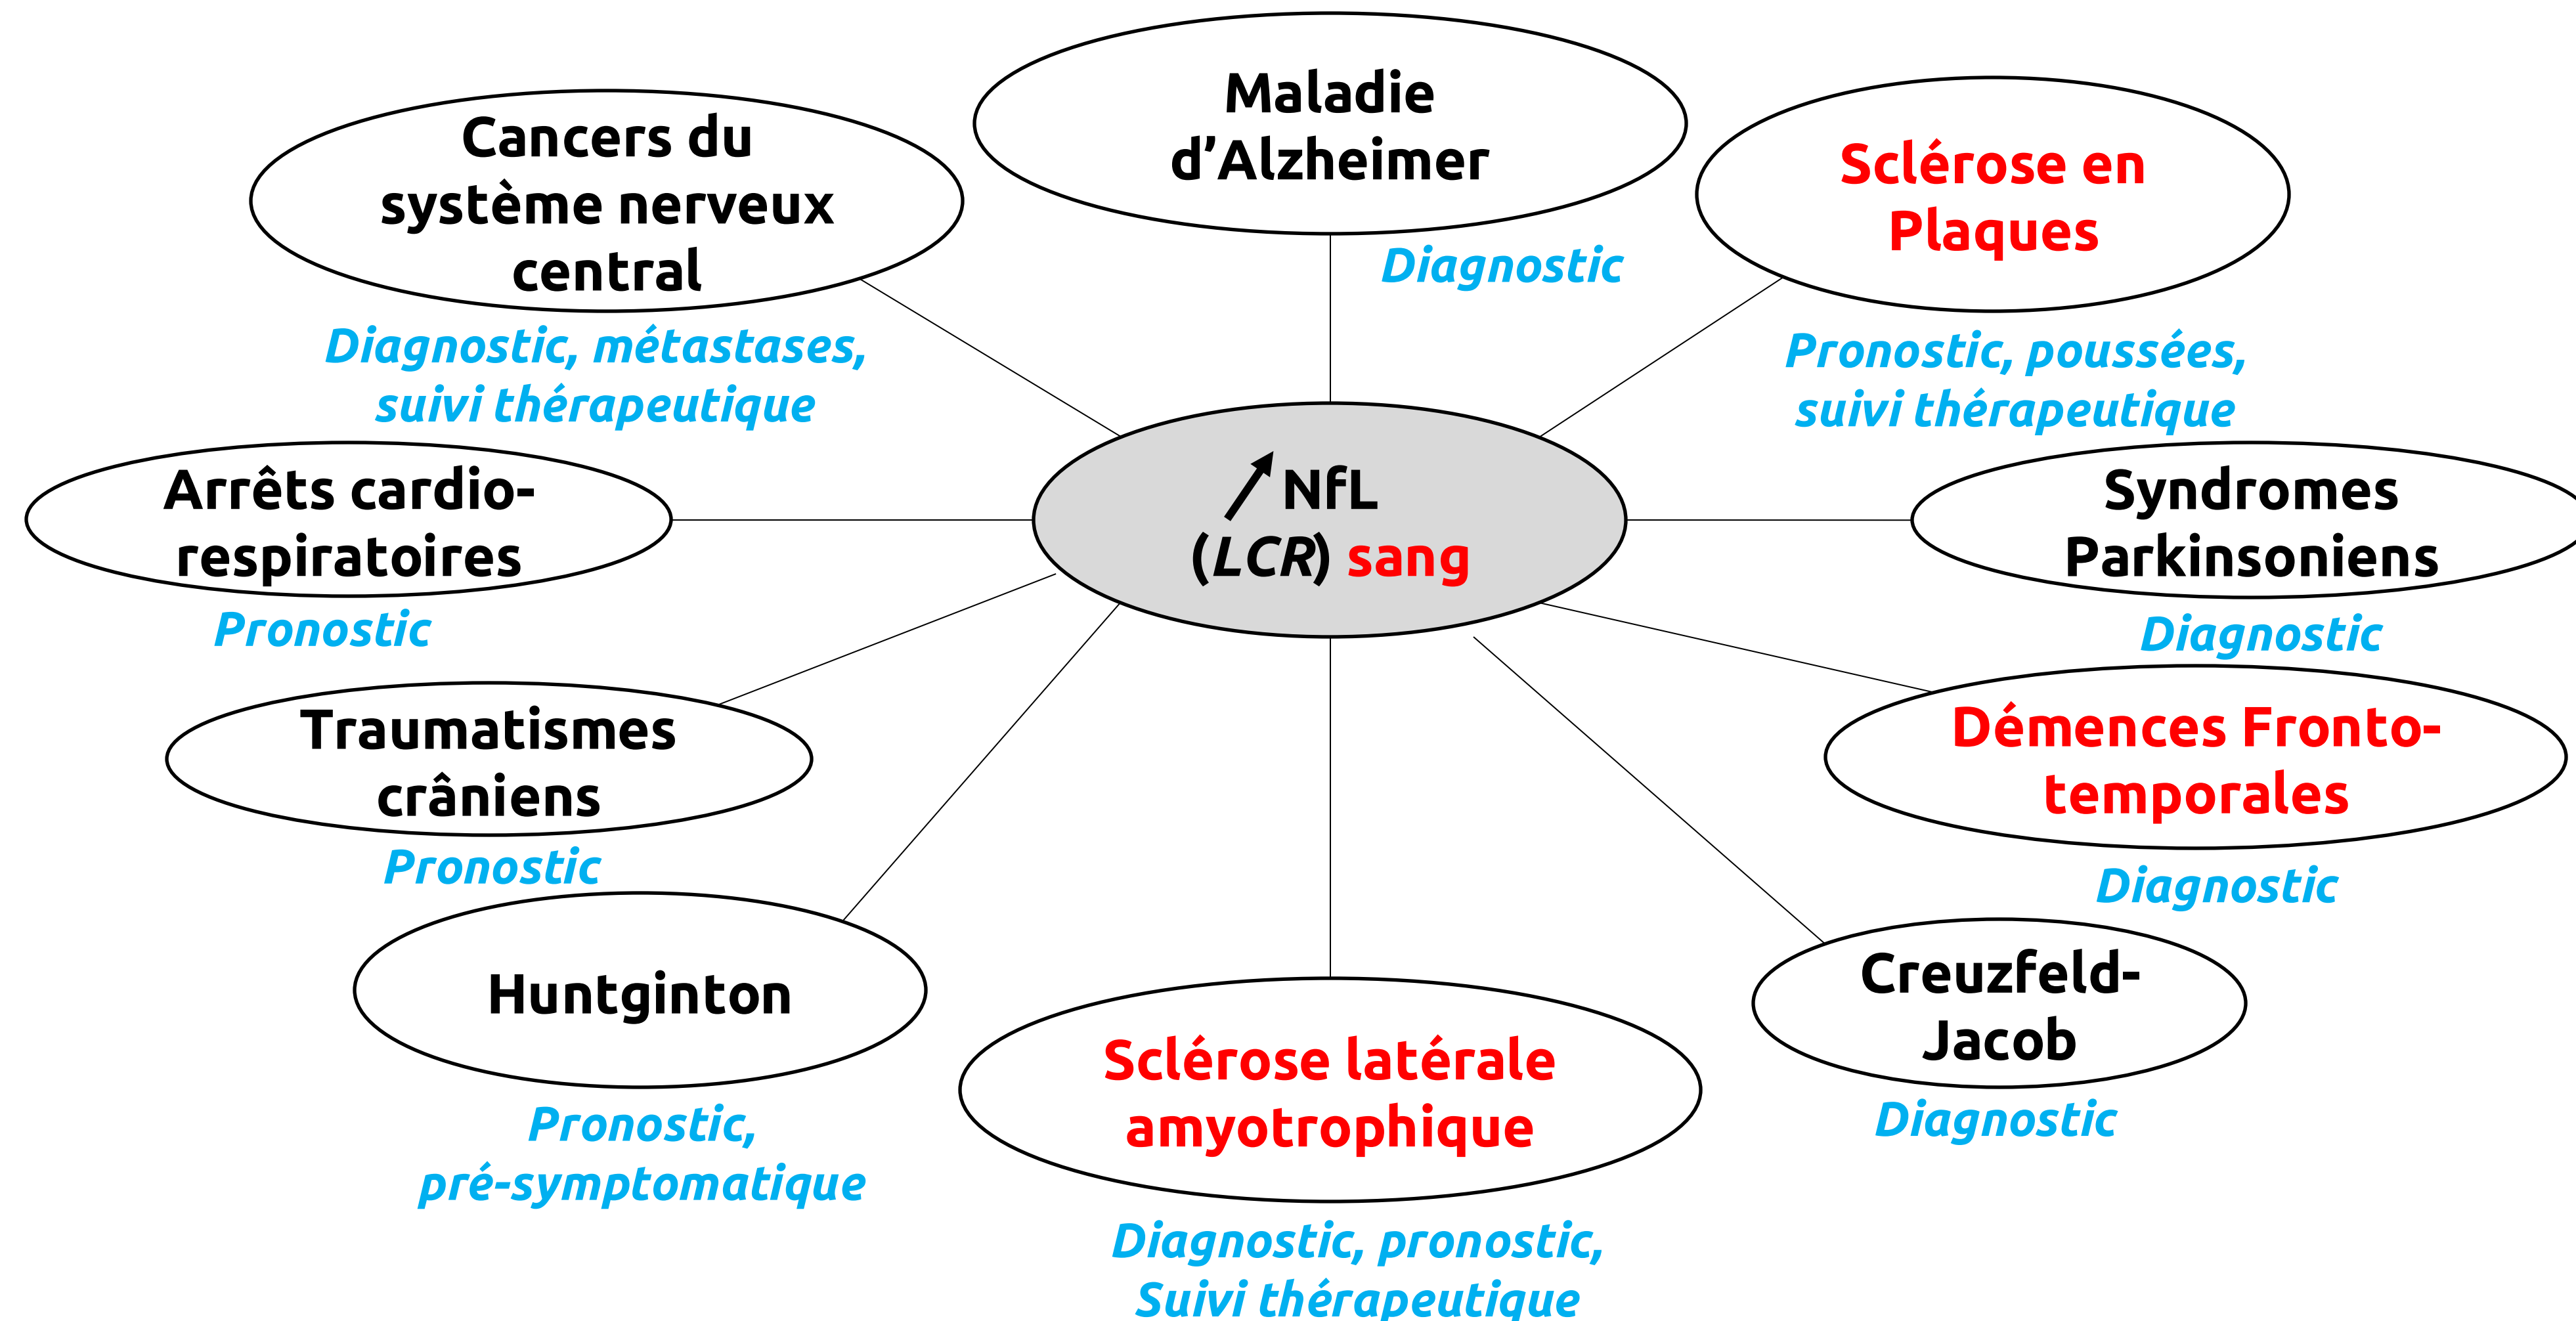 Maladie
d’Alzheimer
Diagnostic
Cancers du
système nerveux
central
Diagnostic, métastases,
suivi thérapeutique
Sclérose en
Plaques
Pronostic, poussées,
suivi thérapeutique
Arrêts cardio-
respiratoires
Pronostic
NfL
(LCR) sang
Syndromes
Parkinsoniens
Diagnostic
Traumatismes
crâniens
Pronostic
Démences Fronto-
temporales
Diagnostic
Huntginton
Pronostic,
pré-symptomatique
Sclérose latérale
amyotrophique
Diagnostic, pronostic,
Suivi thérapeutique
Creuzfeld-
Jacob
Diagnostic